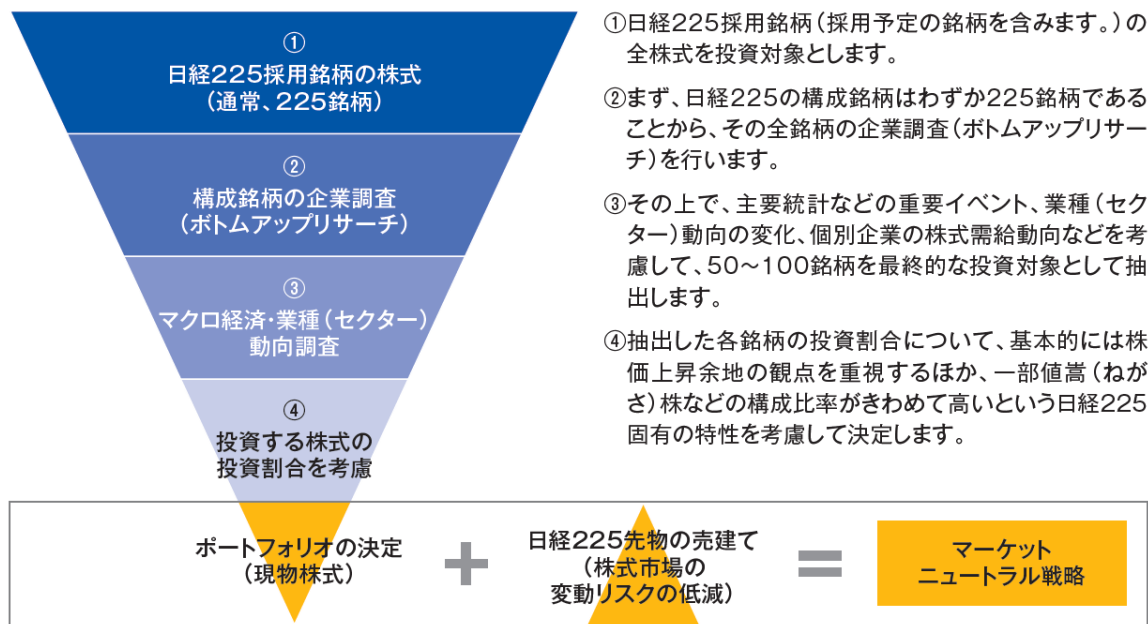 ①
日経225採用銘柄の株式
(通常、225銘柄)
②
構成銘柄の企業調査
(ボトムアップリサーチ)
③
マクロ経済・業種(セクター)
動向調査
④
投資する株式の
投資割合を考慮
①日経225採用銘柄(採用予定の銘柄を含みます。)の
全株式を投資対象とします。
②まず、日経225の構成銘柄はわずか225銘柄である
ことから、その全銘柄の企業調査(ボトムアップリサー
チ)を行います。
③その上で、主要統計などの重要イベント、業種(セク
ター)動向の変化、個別企業の株式需給動向などを考
慮して、50~100銘柄を最終的な投資対象として抽
出します。
④抽出した各銘柄の投資割合について、基本的には株
価上昇余地の観点を重視するほか、一部値嵩(ねが
さ)株などの構成比率がきわめて高いという日経225
固有の特性を考慮して決定します。
ポートフォリオの決定
(現物株式)
+
日経225先物の売建て
(株式市場の
変動リスクの低減)
=
マーケット
ニュートラル戦略